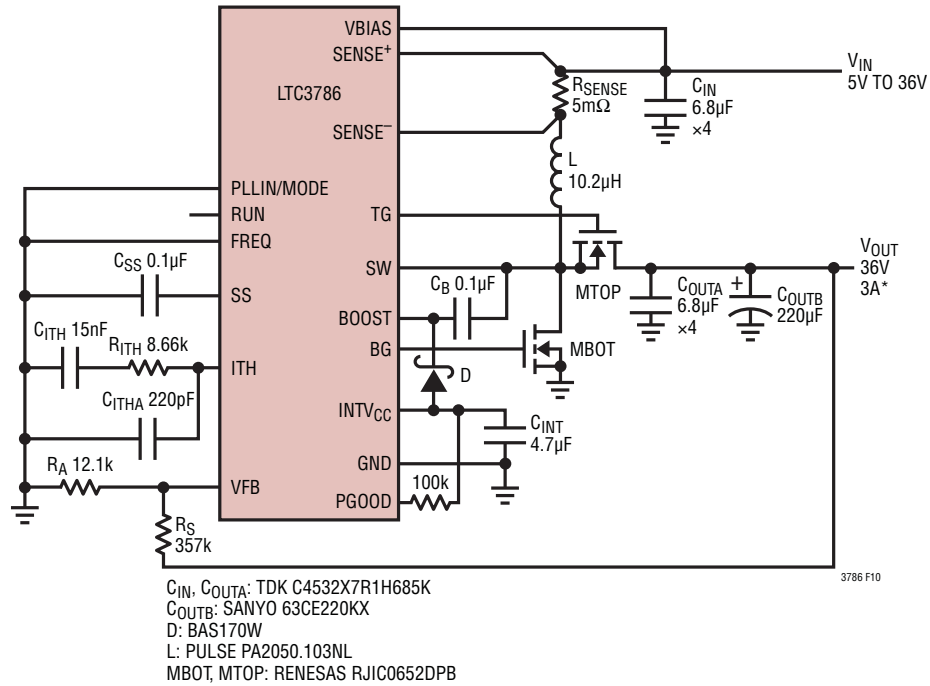 VBIAS
SENSE+
LTC3786
SENSE−
PLLIN/MODE
RUN
FREQ
SS
ITH
VFB
TG
SW
BOOST
BG
INTVCC
GND
PGOOD
VIN
5V TO 36V
RSENSE
5mΩ
CIN
6.8µF
×4
L
10.2µH
VOUT
36V
3A*
MTOP
COUTA
6.8µF
×4
+
COUTB
220µF
CB 0.1µF
MBOT
D
CINT
4.7µF
100k
CSS 0.1µF
CITH 15nF
RITH 8.66k
CITHA 220pF
RA 12.1k
RS
357k
3786 F10
CIN, COUTA: TDK C4532X7R1H685K
COUTB: SANYO 63CE220KX
D: BAS170W
L: PULSE PA2050.103NL
MBOT, MTOP: RENESAS RJIC0652DPB